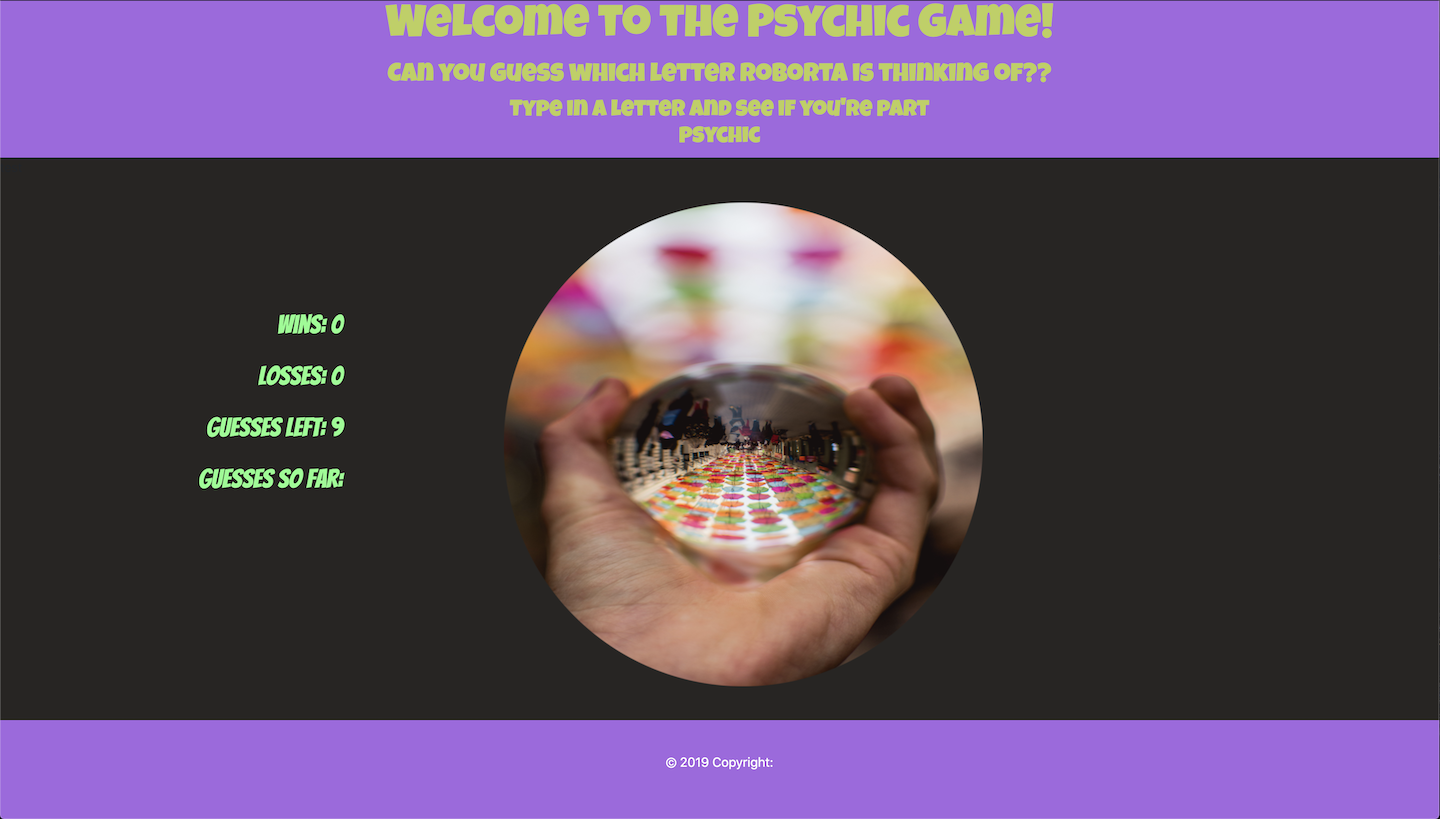 Welcome to the Psychic Game!
Can you guess which letter Roborta is thinking of??
Type in a letter and see if you're part
psychic
WINS: 0
LOSSES: 0
GUESSES LEFT: 9
GUESSES SO FAR:
© 2019 Copyright: